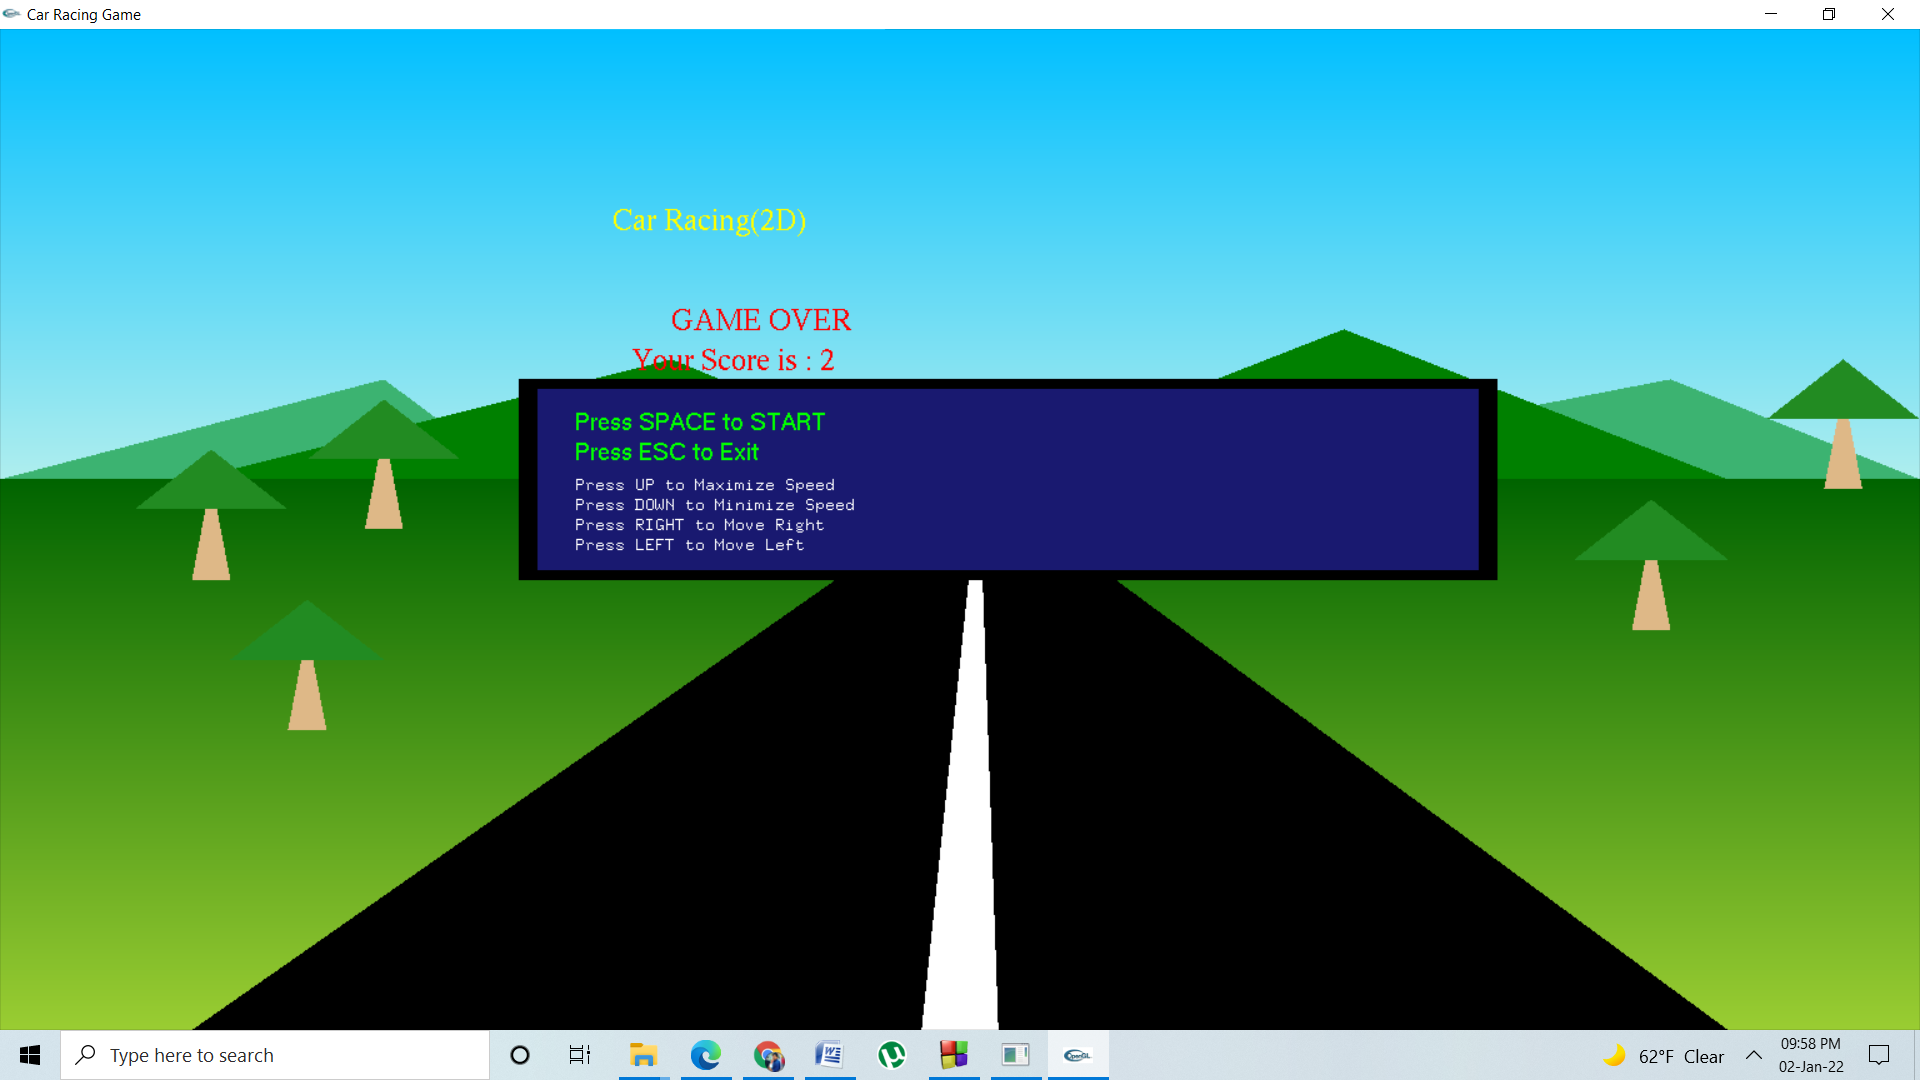 Car Racing Game
Car Racing(2D)
GAME OVER
Your Score is : 2
Press SPACE to START
Press ESC to Exit
Press UP to Maximize Speed
Press DOWN to Minimize Speed
Press RIGHT to Move Right
Press LEFT to Move Left
Type here to search
OpenGL
62°F Clear
09:58 PM
02-Jan-22